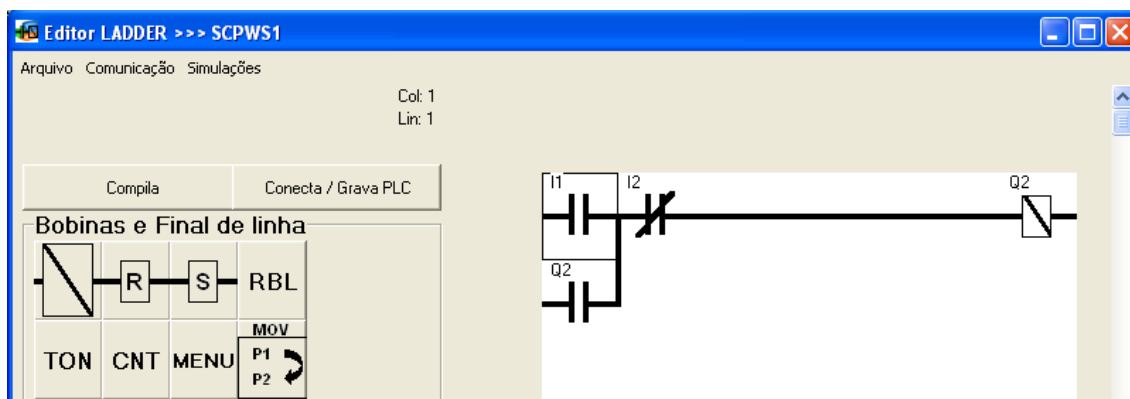 Editor LADDER >>> SCPWS1
Arquivo Comunicação Simulações
Col: 1
Lin: 1
Compila
Conecta / Grava PLC
Bobinas e Final de linha
R
S
RBL
TON
CNT
MENU
MOV
P1
P2
I1
I2
Q2
Q2